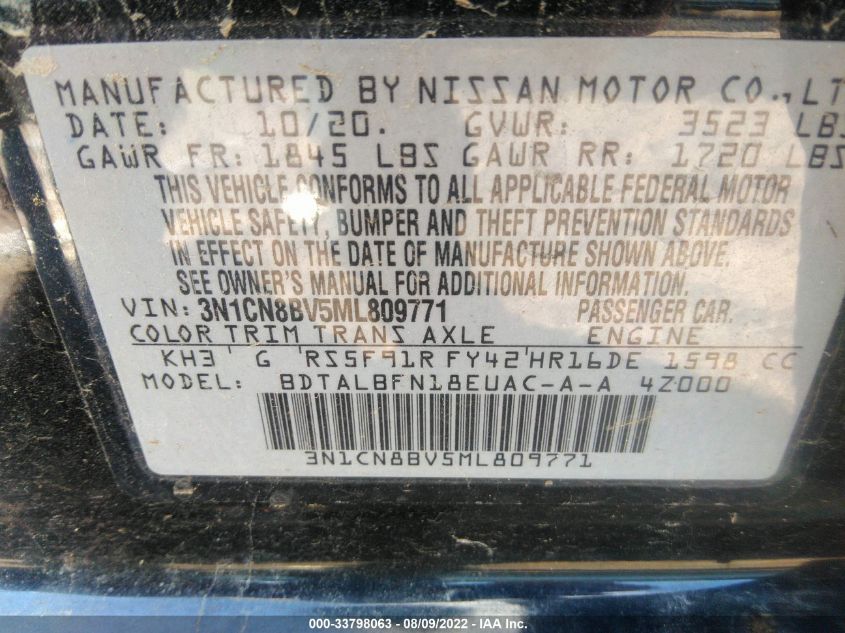 MANUFACTURED BY NISSAN MOTOR CO., LT
DATE: 10/20. GVWR: 3523 LBS
GAWR FR: 1845 LBS GAWR RR: 1720 LBS
THIS VEHICLE CONFORMS TO ALL APPLICABLE FEDERAL MOTOR
VEHICLE SAFETY, BUMPER AND THEFT PREVENTION STANDARDS
IN EFFECT ON THE DATE OF MANUFACTURE SHOWN ABOVE.
SEE OWNER'S MANUAL FOR ADDITIONAL INFORMATION.
VIN: 3N1CN8BV5ML809771 PASSENGER CAR.
COLOR TRIM TRANS AXLE ENGINE
KH3 ' G RS5F91R FY42'HR16DE 1598 CC
MODEL: BDTALBFN18EUAC-A-A 4Z000
3N1CN8BV5ML809771
000-33798063 - 08/09/2022 - IAA Inc.